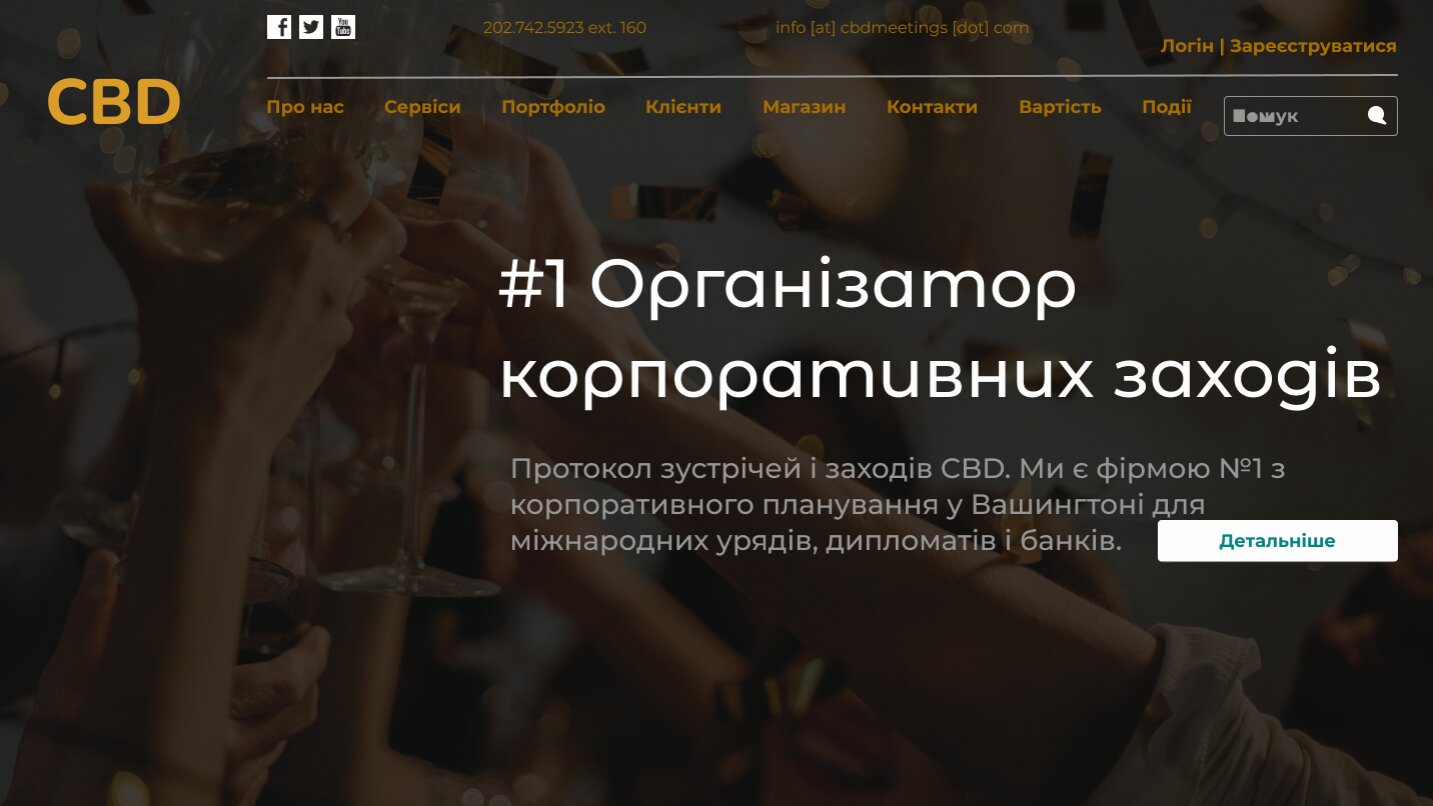 You Tube
202.742.5923 ext. 160
info [at] cbdmeetings [dot] com
Логін | Зареєструватися
CBD
Про нас Сервіси Портфоліо Клієнти Магазин Контакти Вартість Події
Пошук
#1 Організатор
корпоративних заходів
Протокол зустрічей і заходів CBD. Ми є фірмою №1 з
корпоративного планування у Вашингтоні для
міжнародних урядів, дипломатів і банків.
Детальніше